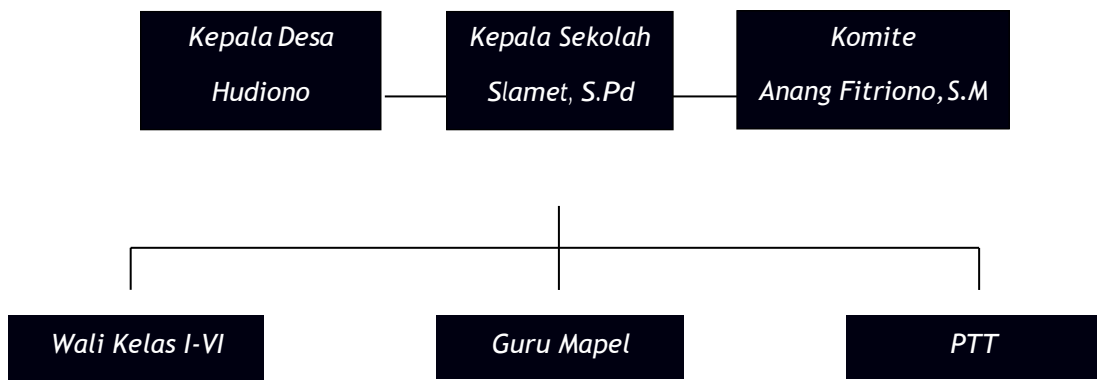 Kepala Desa
Hudiono
Kepala Sekolah
Slamet, S.Pd
Komite
Anang Fitriono, S.M
Wali Kelas I-VI
Guru Mapel
PTT